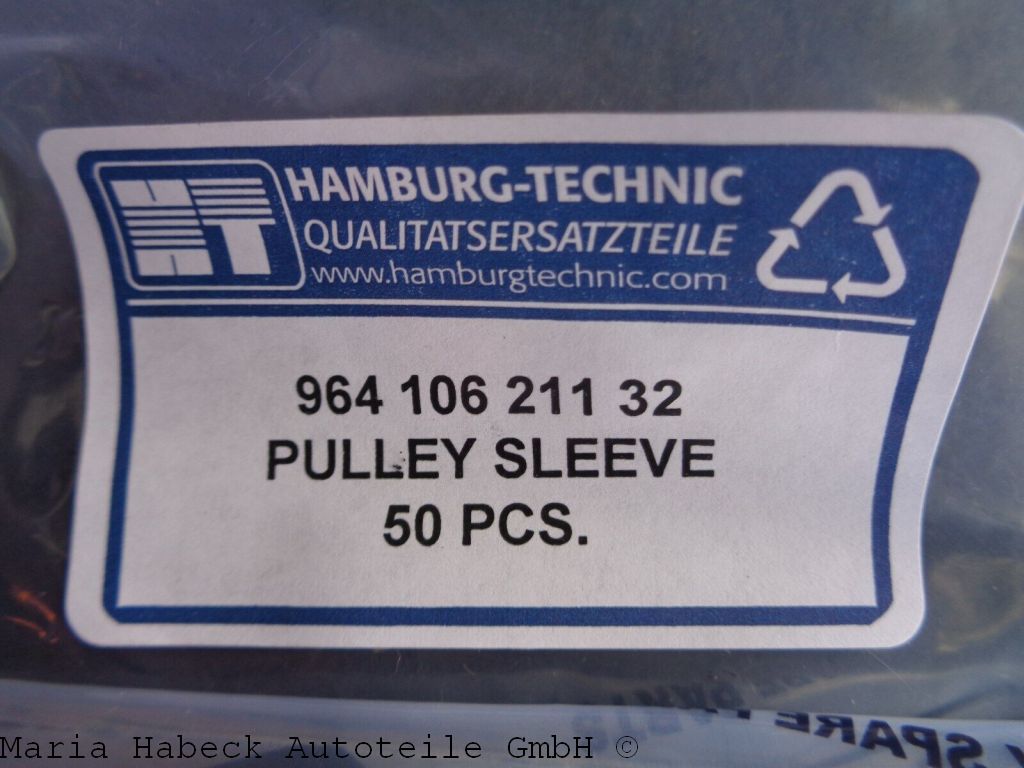 HT
HAMBURG-TECHNIC
QUALITATSERSATZTEILE
www.hamburgtechnic.com
964 106 211 32
PULLEY SLEEVE
50 PCS.
SPARE
Maria Habeck Autoteile GmbH ©